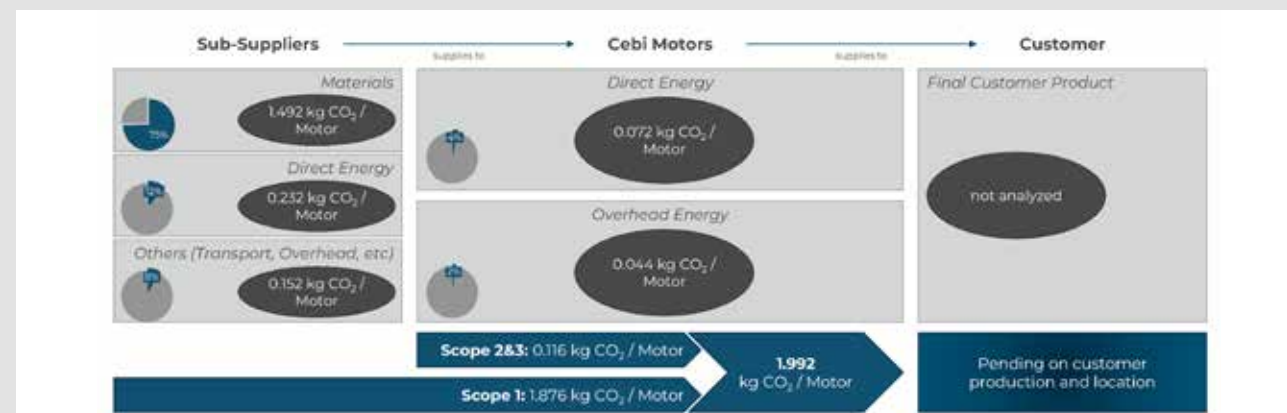 Sub-Suppliers
supplies to
Cebi Motors
supplies to
Customer
Materials
75%
1.492 kg CO₂ /
Motor
Direct Energy
0.232 kg CO₂ /
Motor
Others (Transport, Overhead, etc)
0.152 kg CO₂ /
Motor
Direct Energy
0.072 kg CO₂ /
Motor
Overhead Energy
0.044 kg CO₂ /
Motor
Final Customer Product
not analyzed
Scope 2&3: 0.116 kg CO₂ / Motor
Scope 1: 1.876 kg CO₂ / Motor
1.992
kg CO₂ / Motor
Pending on customer
production and location